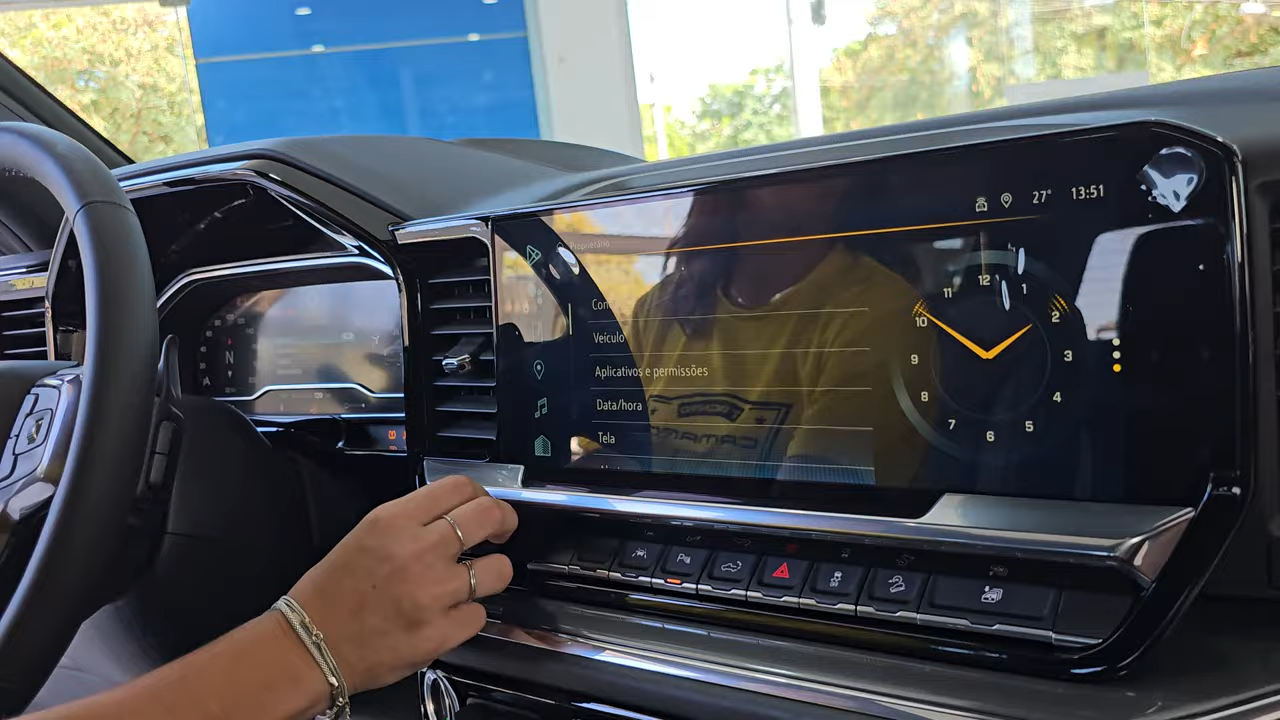 27° 13:51
Proprietário
Veículo
Aplicativos e permissões
Data/hora
Tela
12
1
2
3
4
5
6
7
8
9
10
11
N